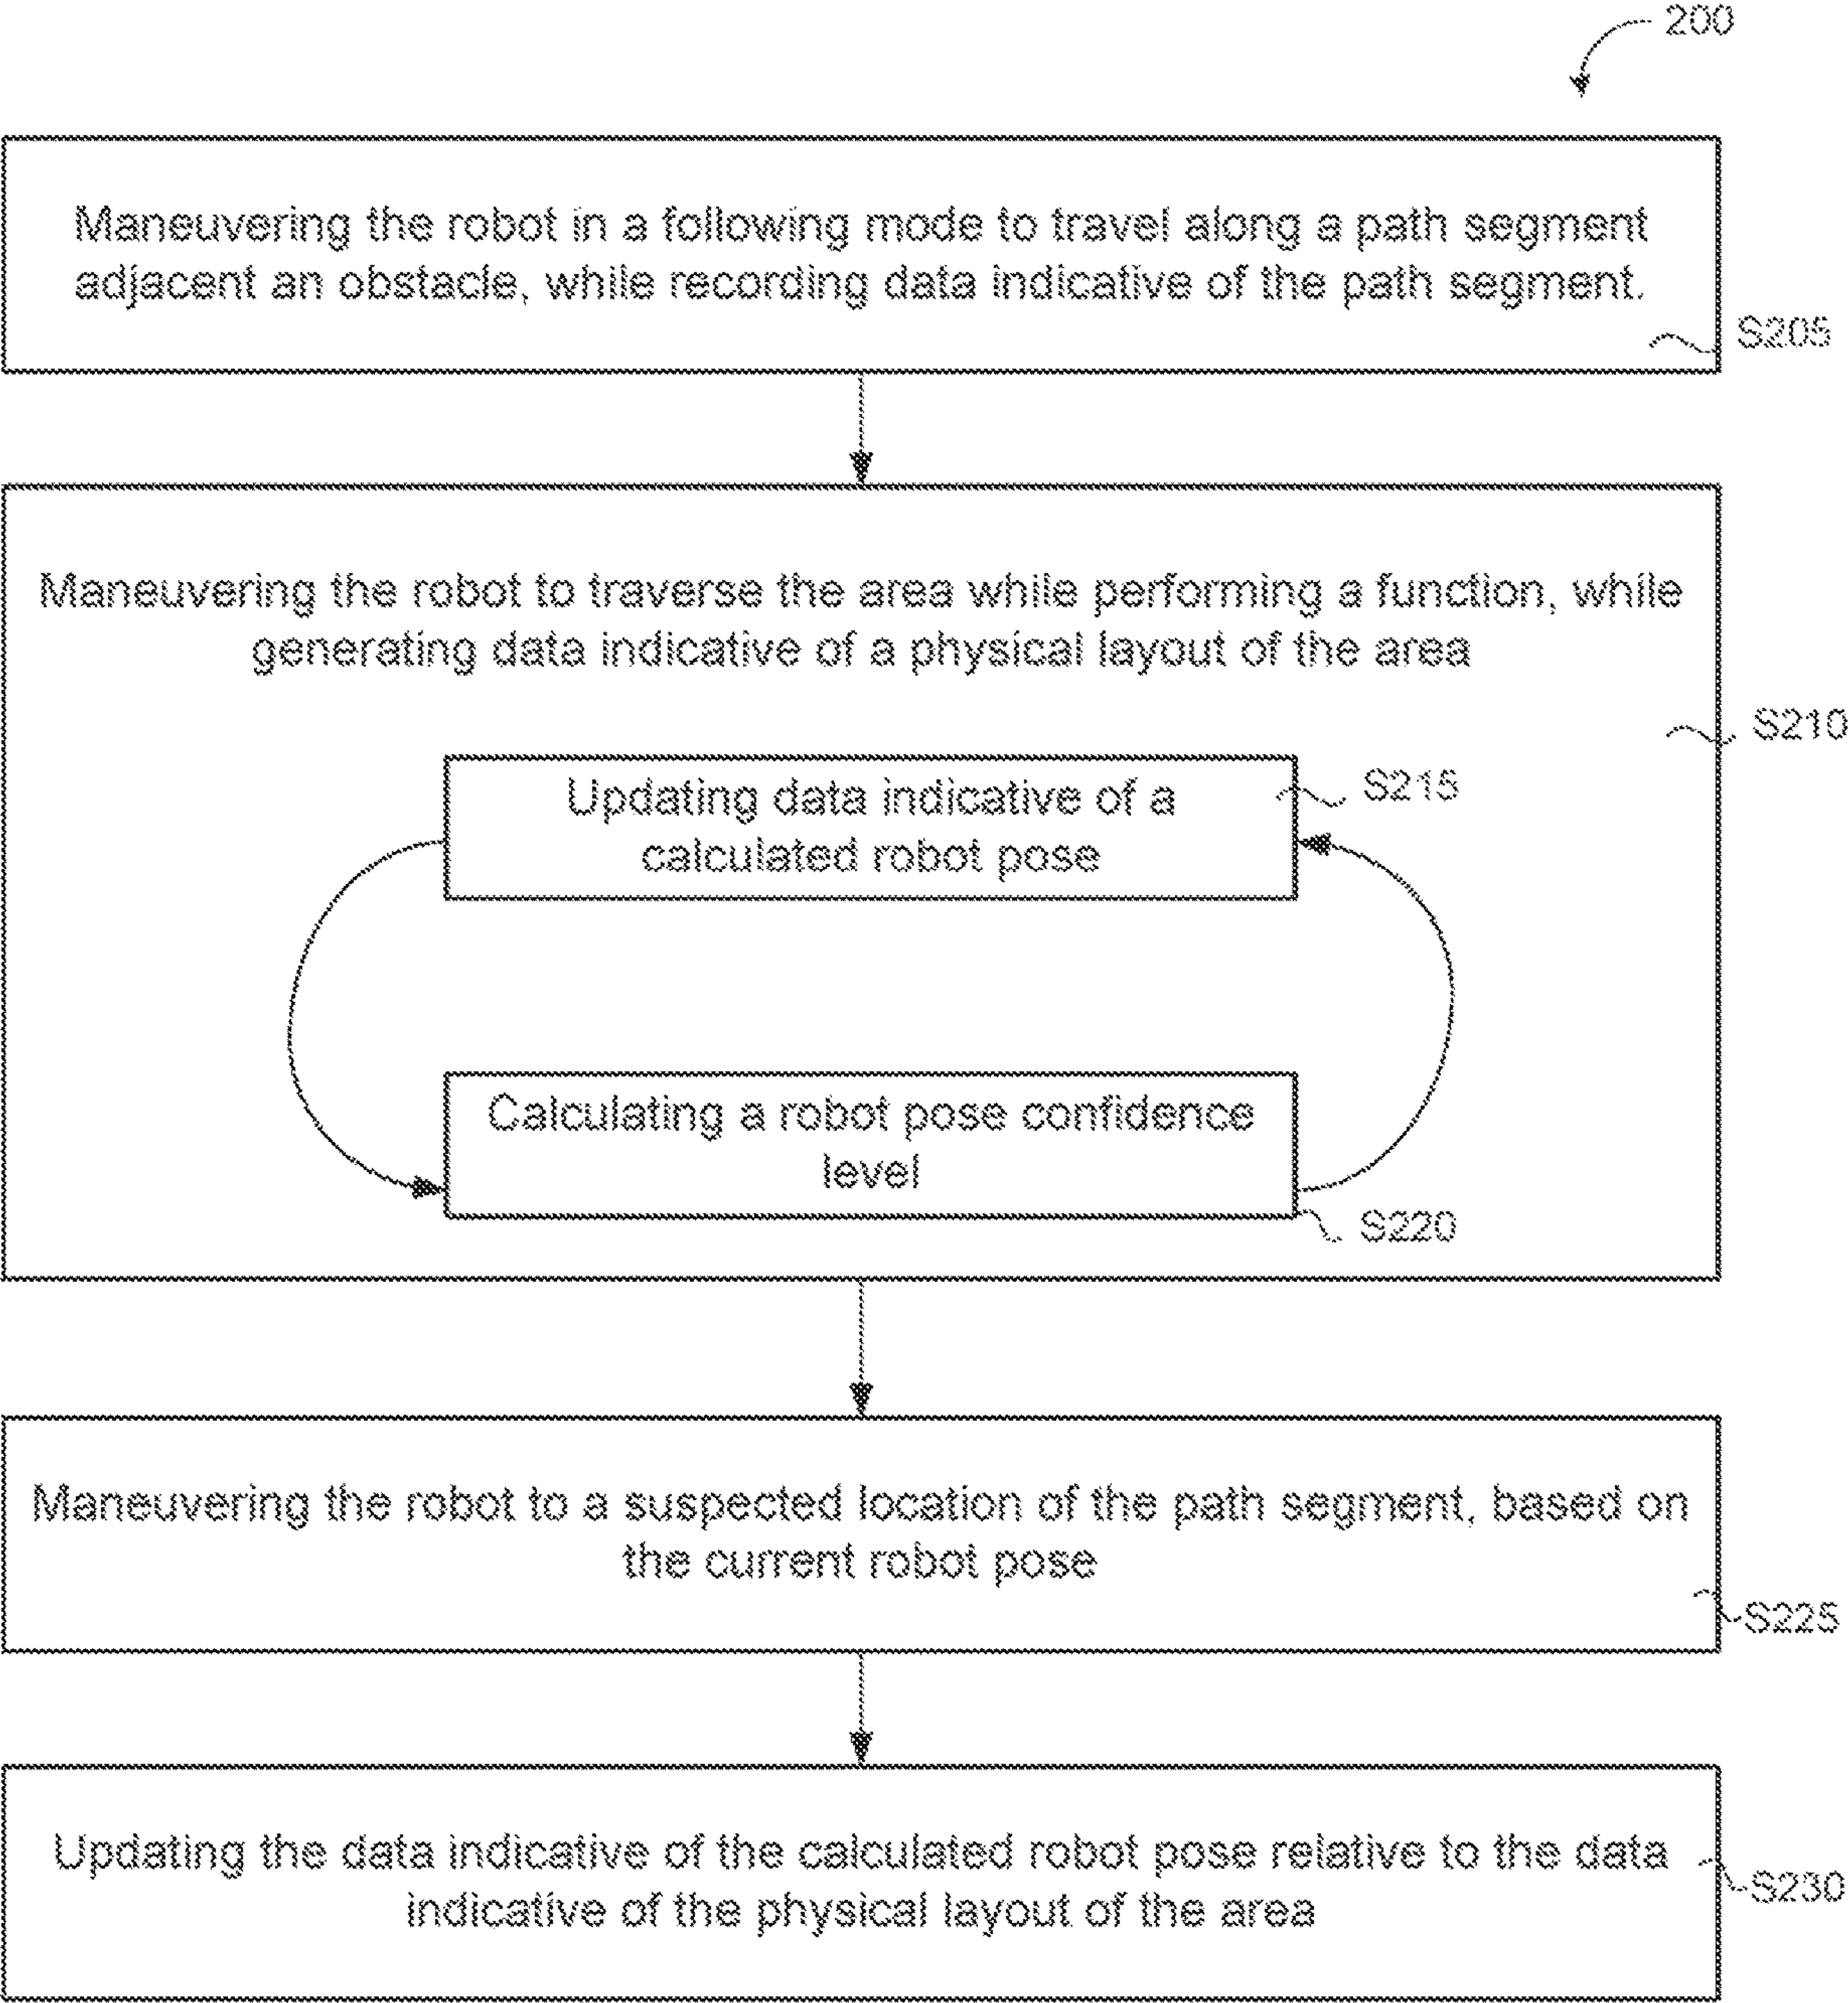 200
Maneuvering the robot in a following mode to travel along a path segment
adjacent an obstacle, while recording data indicative of the path segment.
S205
Maneuvering the robot to traverse the area while performing a function, while
generating data indicative of a physical layout of the area
S210
Updating data indicative of a
calculated robot pose
S215
Calculating a robot pose confidence
level
S220
Maneuvering the robot to a suspected location of the path segment, based on
the current robot pose
S225
Updating the data indicative of the calculated robot pose relative to the data
indicative of the physical layout of the area
S230